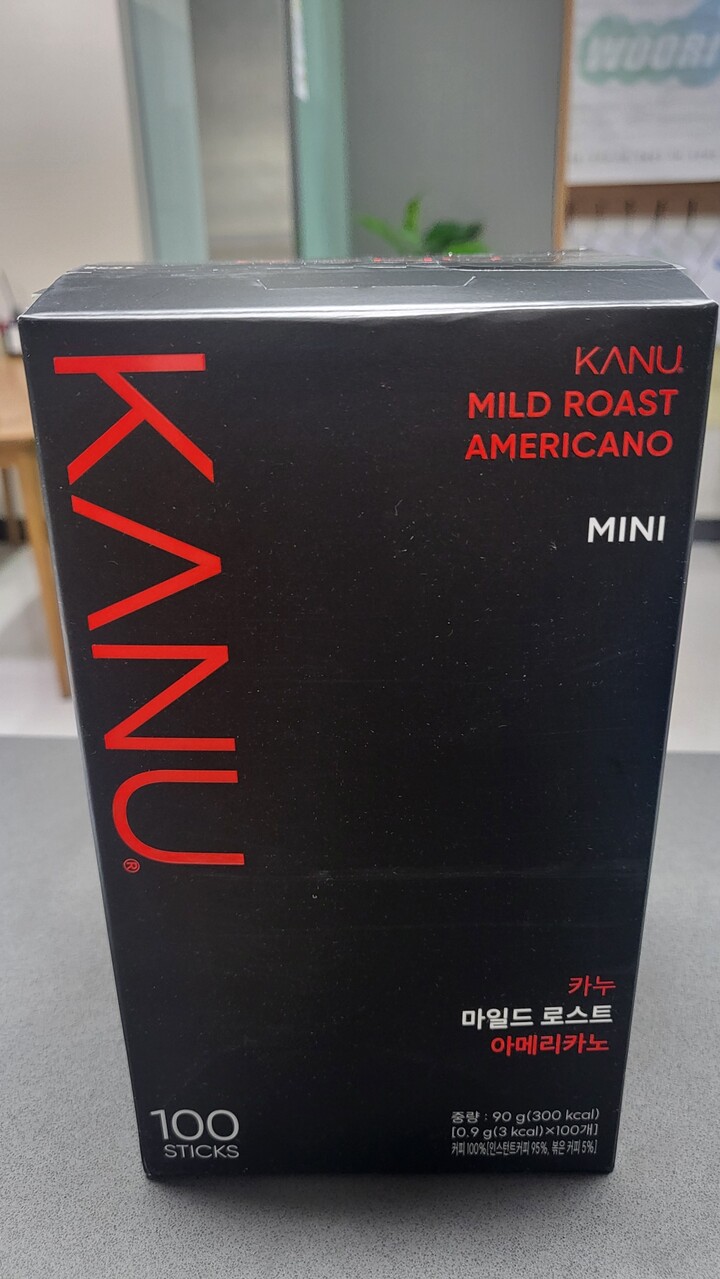 WOORI
KANU®
KANU
MILD ROAST
AMERICANO
MINI
카누
마일드 로스트
아메리카노
100
STICKS
중량 : 90 g(300 kcal)
[0.9 g(3 kcal)×100개]
커피 100%[인스턴트커피 95%, 볶은 커피 5%]